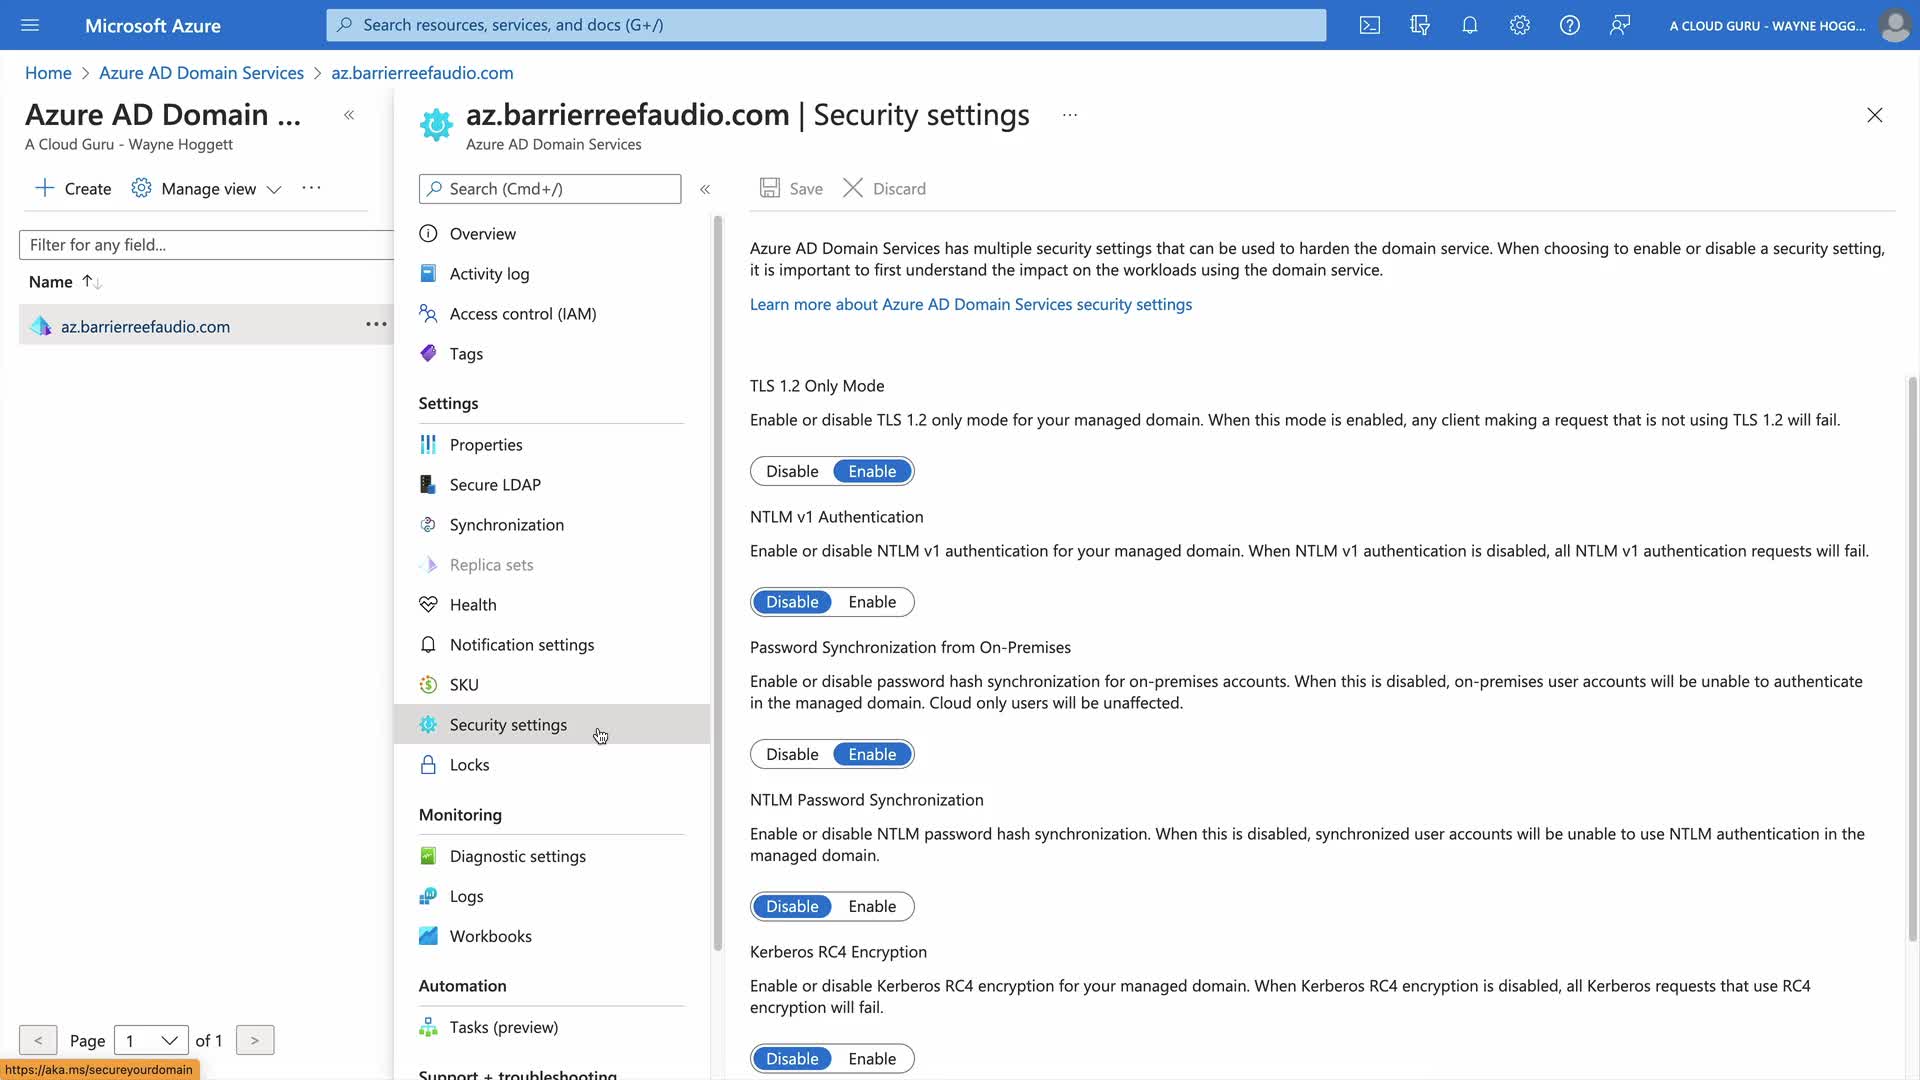 Microsoft Azure
Search resources, services, and docs (G+/)
A CLOUD GURU - WAYNE HOGG...
Home > Azure AD Domain Services > az.barrierreefaudio.com
Azure AD Domain ...
A Cloud Guru - Wayne Hoggett
Create
Manage view
Filter for any field...
Name
az.barrierreefaudio.com
< Page 1 of 1 >
https://aka.ms/secureyourdomain
az.barrierreefaudio.com | Security settings
Azure AD Domain Services
Search (Cmd+/)
Overview
Activity log
Access control (IAM)
Tags
Settings
Properties
Secure LDAP
Synchronization
Replica sets
Health
Notification settings
SKU
Security settings
Locks
Monitoring
Diagnostic settings
Logs
Workbooks
Automation
Tasks (preview)
Support + troubleshooting
Save
Discard
Azure AD Domain Services has multiple security settings that can be used to harden the domain service. When choosing to enable or disable a security setting,
it is important to first understand the impact on the workloads using the domain service.
Learn more about Azure AD Domain Services security settings
TLS 1.2 Only Mode
Enable or disable TLS 1.2 only mode for your managed domain. When this mode is enabled, any client making a request that is not using TLS 1.2 will fail.
Disable Enable
NTLM v1 Authentication
Enable or disable NTLM v1 authentication for your managed domain. When NTLM v1 authentication is disabled, all NTLM v1 authentication requests will fail.
Disable Enable
Password Synchronization from On-Premises
Enable or disable password hash synchronization for on-premises accounts. When this is disabled, on-premises user accounts will be unable to authenticate
in the managed domain. Cloud only users will be unaffected.
Disable Enable
NTLM Password Synchronization
Enable or disable NTLM password hash synchronization. When this is disabled, synchronized user accounts will be unable to use NTLM authentication in the
managed domain.
Disable Enable
Kerberos RC4 Encryption
Enable or disable Kerberos RC4 encryption for your managed domain. When Kerberos RC4 encryption is disabled, all Kerberos requests that use RC4
encryption will fail.
Disable Enable